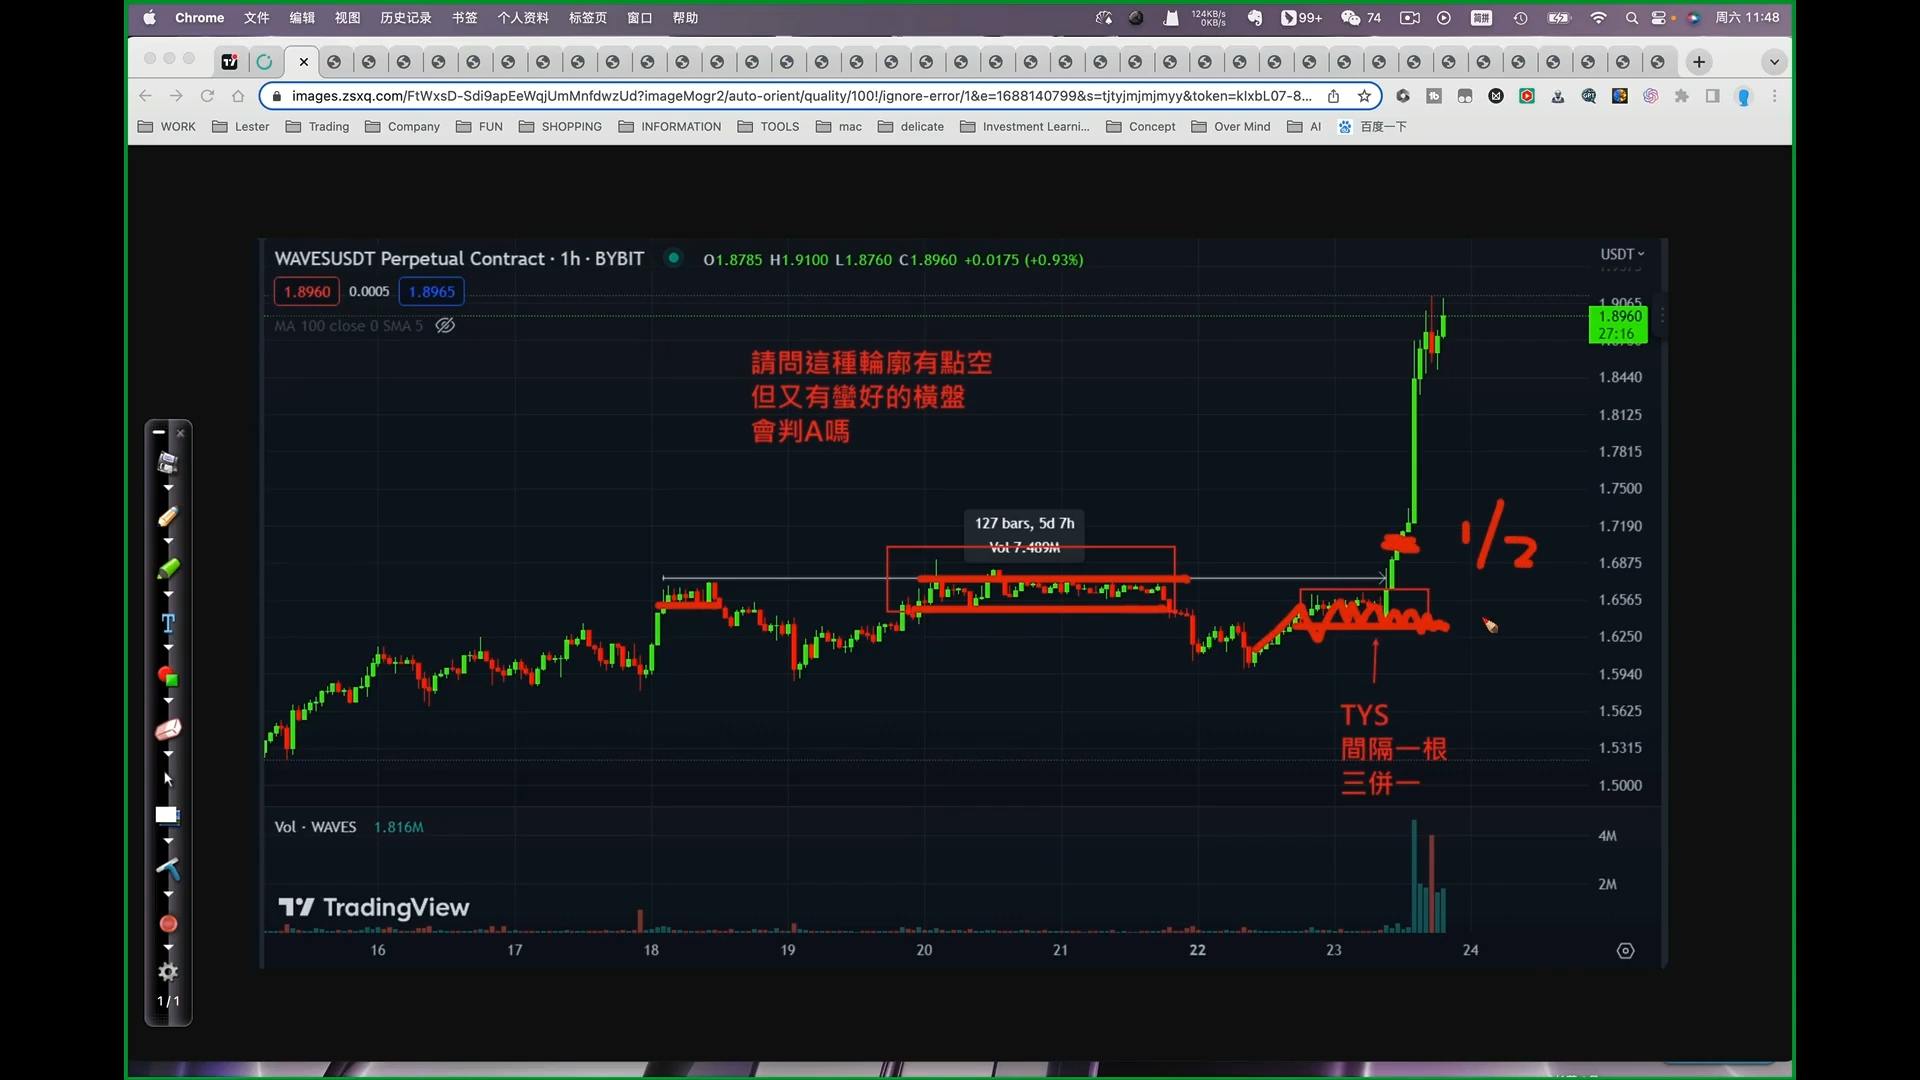 Chrome 文件 编辑 视图 历史记录 书签 个人资料 标签页 窗口 帮助
124KB/s
0KB/s
99+
74
简拼
周六 11:48
images.zsxq.com/FtWxsD-Sdi9apEeWqjUmMnfdwzUd?imageMogr2/auto-orient/quality/100!/ignore-error/1&e=1688140799&s=tjtyjmjmjmyy&token=kIxbL07-8...
WORK Lester Trading Company FUN SHOPPING INFORMATION TOOLS mac delicate Investment Learni... Concept Over Mind AI 百度一下
WAVESUSDT Perpetual Contract · 1h · BYBIT O1.8785 H1.9100 L1.8760 C1.8960 +0.0175 (+0.93%)
USDT
1.8960 0.0005 1.8965
MA 100 close 0 SMA 5
1.9065
1.8960
27:16
請問這種輪廓有點空
但又有蠻好的橫盤
會判A嗎
1.8440
1.8125
1.7815
1.7500
1.7190
1.6875
1.6565
1.6250
1.5940
1.5625
1.5315
1.5000
127 bars, 5d 7h
Vol 7.489M
1/2
TYS
間隔一根
三併一
Vol · WAVES 1.816M
4M
2M
TradingView
16 17 18 19 20 21 22 23 24
T
1/1